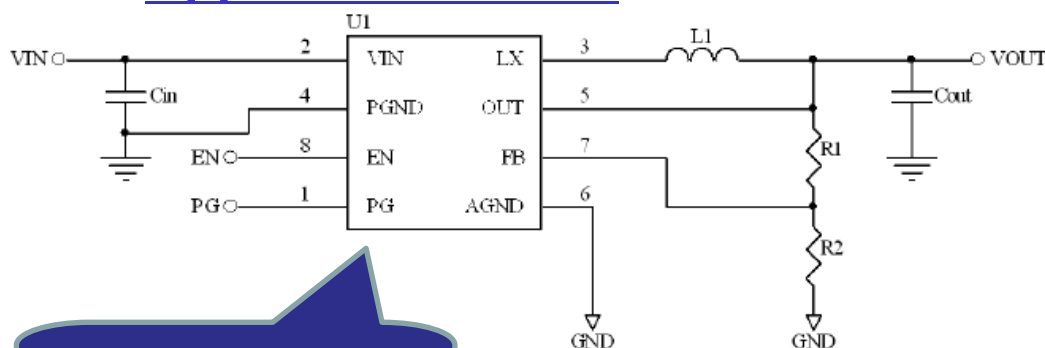 U1
VIN 2 VIN LX 3 L1 VOUT
Cin 4 PGND OUT 5 Cout
EN 8 EN FB 7 R1
PG 1 PG AGND 6
R2
GND GND